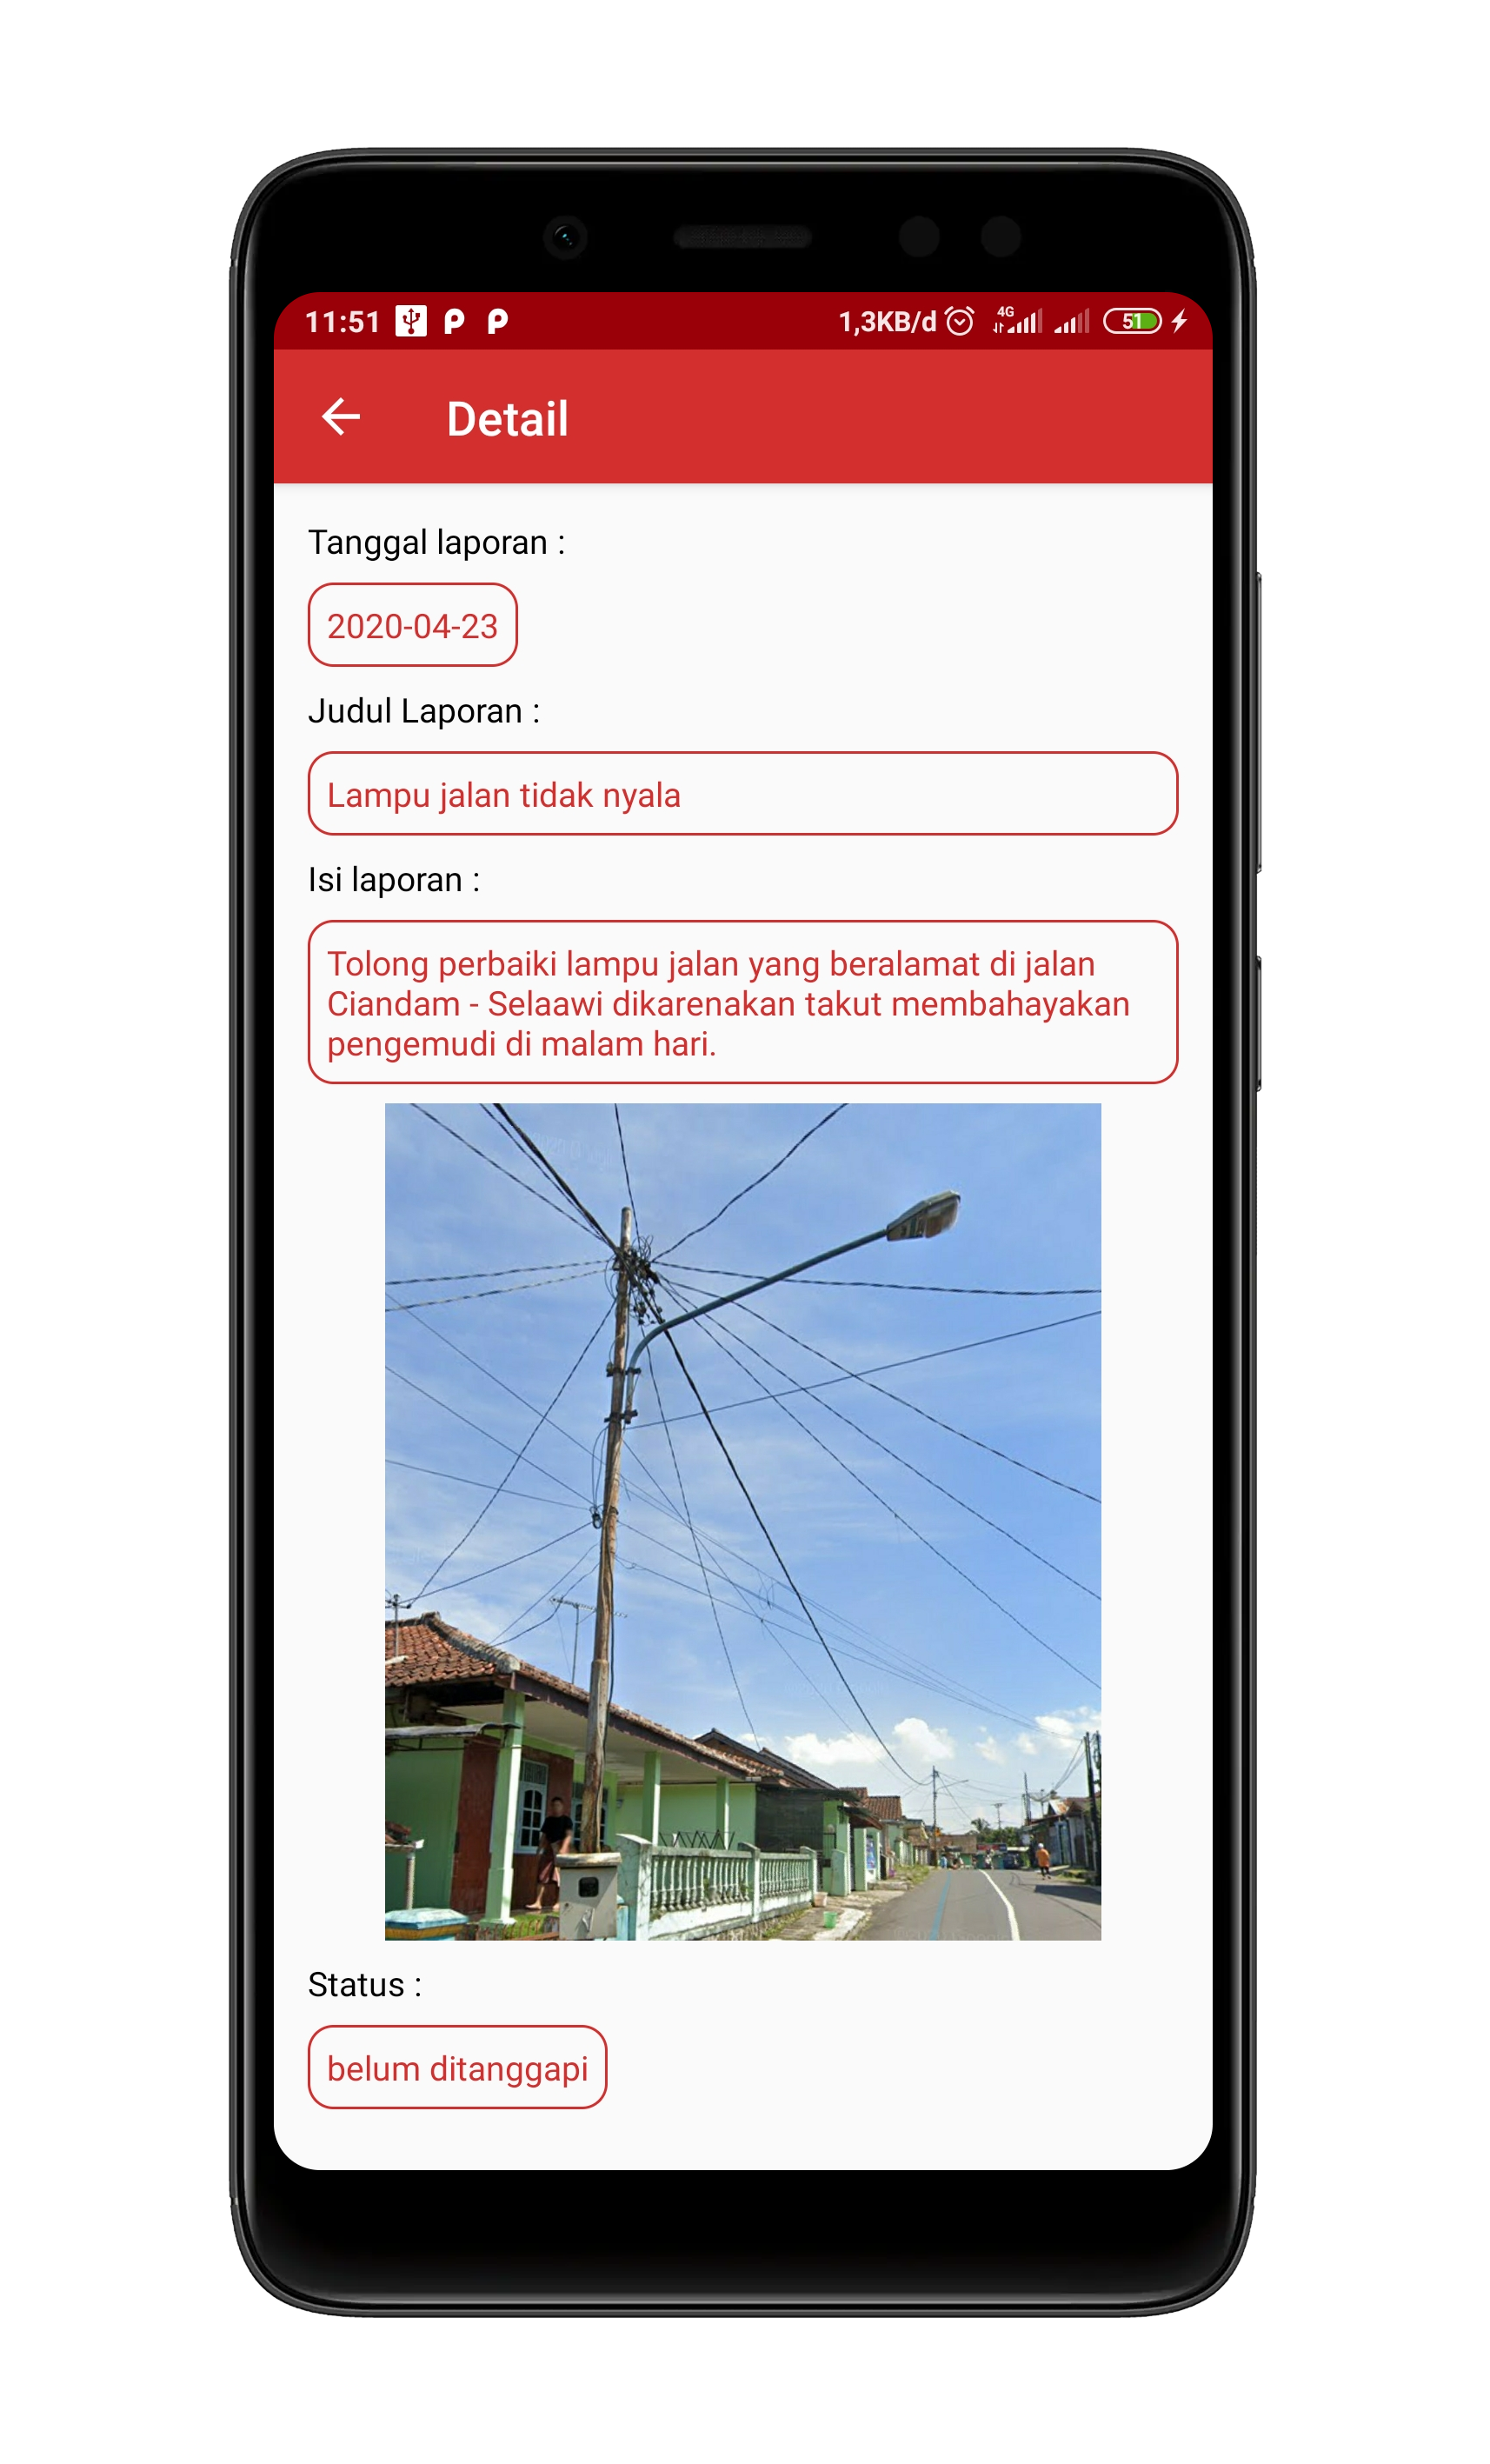 11:51
1,3KB/d 4G 51
Detail
Tanggal laporan :
2020-04-23
Judul Laporan :
Lampu jalan tidak nyala
Isi laporan :
Tolong perbaiki lampu jalan yang beralamat di jalan
Ciandam - Selaawi dikarenakan takut membahayakan
pengemudi di malam hari.
Status :
belum ditanggapi